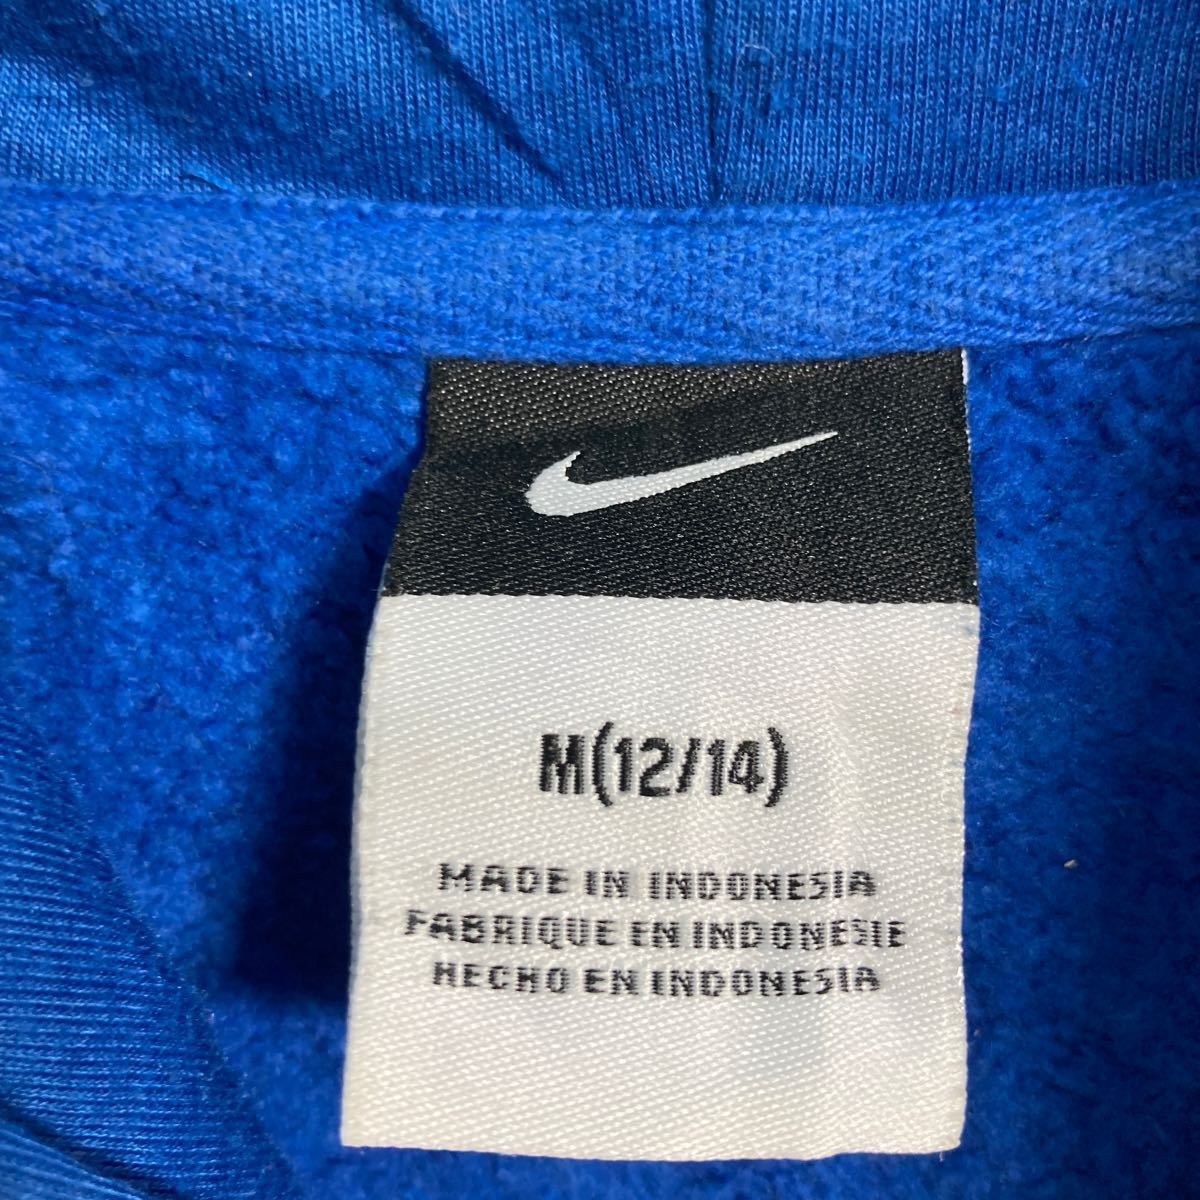 M(12/14)
MADE IN INDONESIA
FABRIQUE EN INDONESIE
HECHO EN INDONESIA